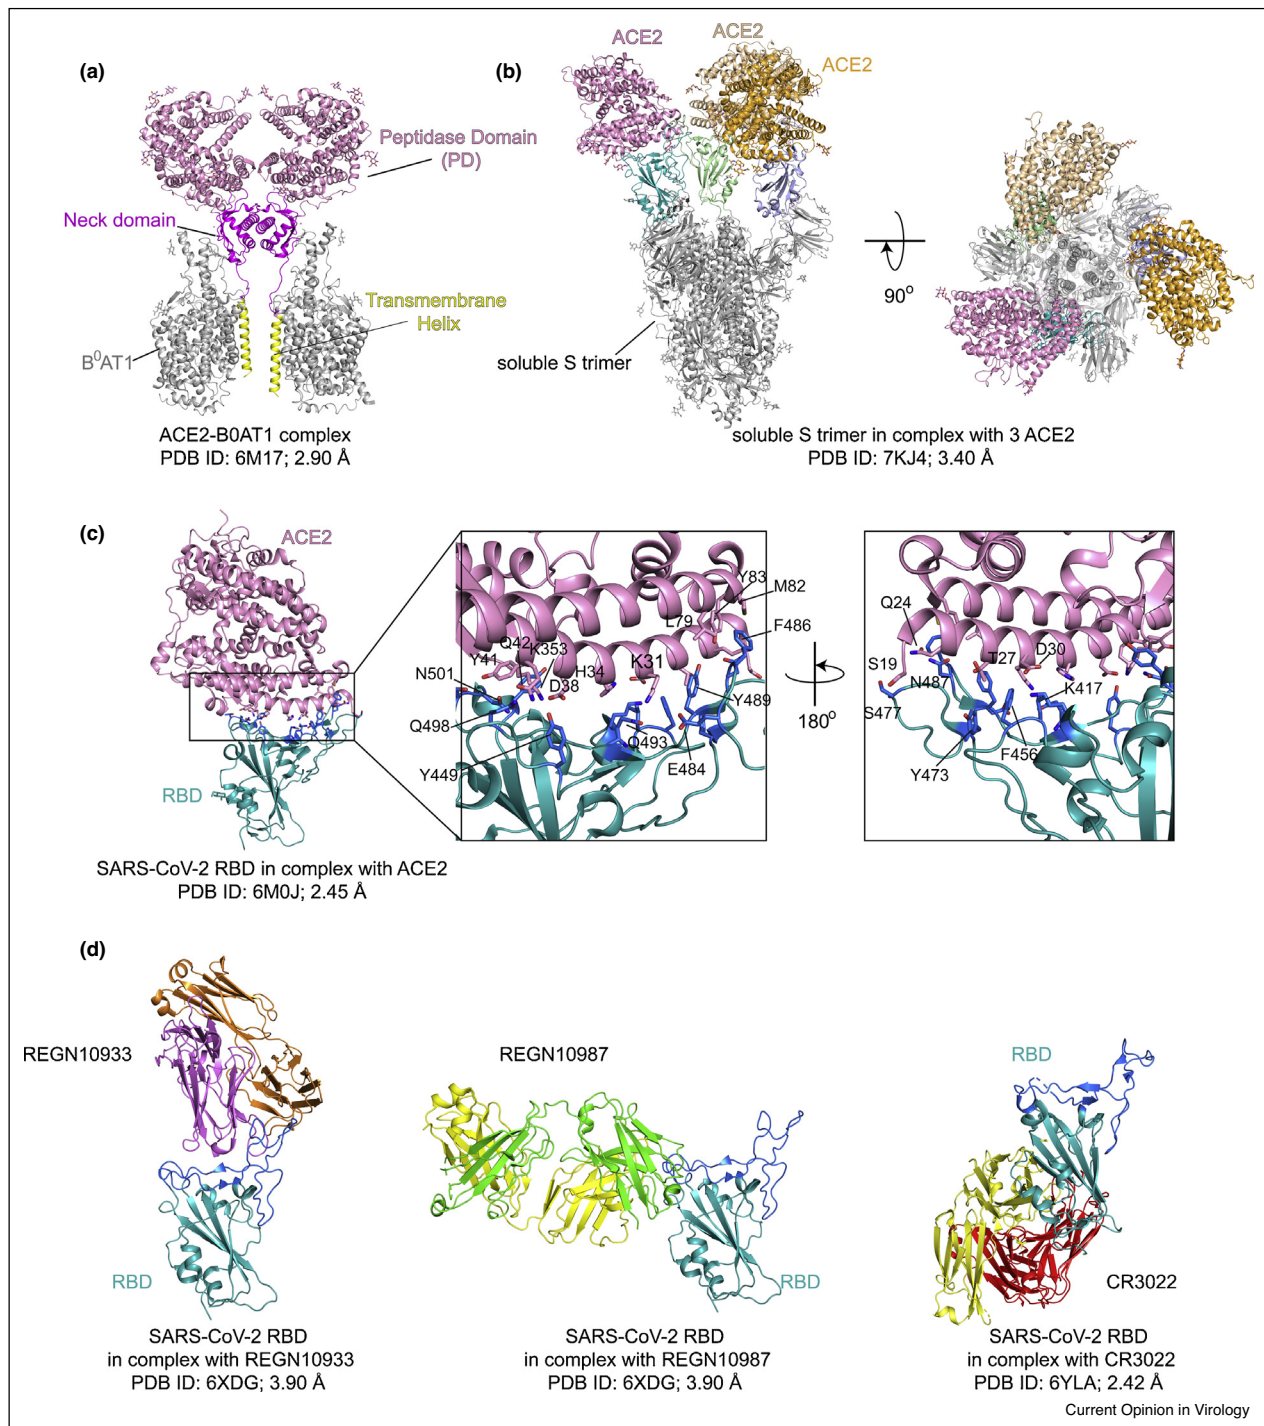 (a)
Peptidase Domain
(PD)
Neck domain
Transmembrane
Helix
B⁰AT1
ACE2-B0AT1 complex
PDB ID: 6M17; 2.90 Å
(b)
ACE2
ACE2
ACE2
soluble S trimer
90°
soluble S trimer in complex with 3 ACE2
PDB ID: 7KJ4; 3.40 Å
(c)
ACE2
RBD
SARS-CoV-2 RBD in complex with ACE2
PDB ID: 6M0J; 2.45 Å
Y83
M82
L79
F486
Q42
K353
Y41
H34
K31
N501
D38
Y489
Q498
Q493
Y449
E484
180°
Q24
D30
T27
S19
N487
K417
S477
F456
Y473
(d)
REGN10933
RBD
SARS-CoV-2 RBD
in complex with REGN10933
PDB ID: 6XDG; 3.90 Å
REGN10987
RBD
SARS-CoV-2 RBD
in complex with REGN10987
PDB ID: 6XDG; 3.90 Å
RBD
CR3022
SARS-CoV-2 RBD
in complex with CR3022
PDB ID: 6YLA; 2.42 Å
Current Opinion in Virology